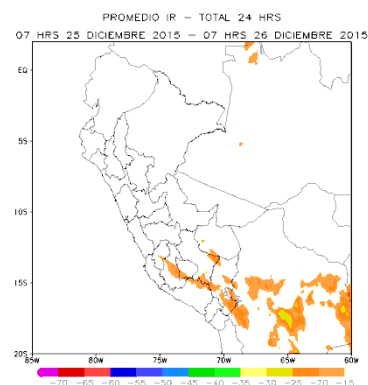 PROMEDIO IR – TOTAL 24 HRS
07 HRS 25 DICIEMBRE 2015 – 07 HRS 26 DICIEMBRE 2015
EQ
5S
10S
15S
20S
85W 80W 75W 70W 65W 60W
-70 -65 -60 -55 -50 -45 -40 -35 -30 -25 -20 -15